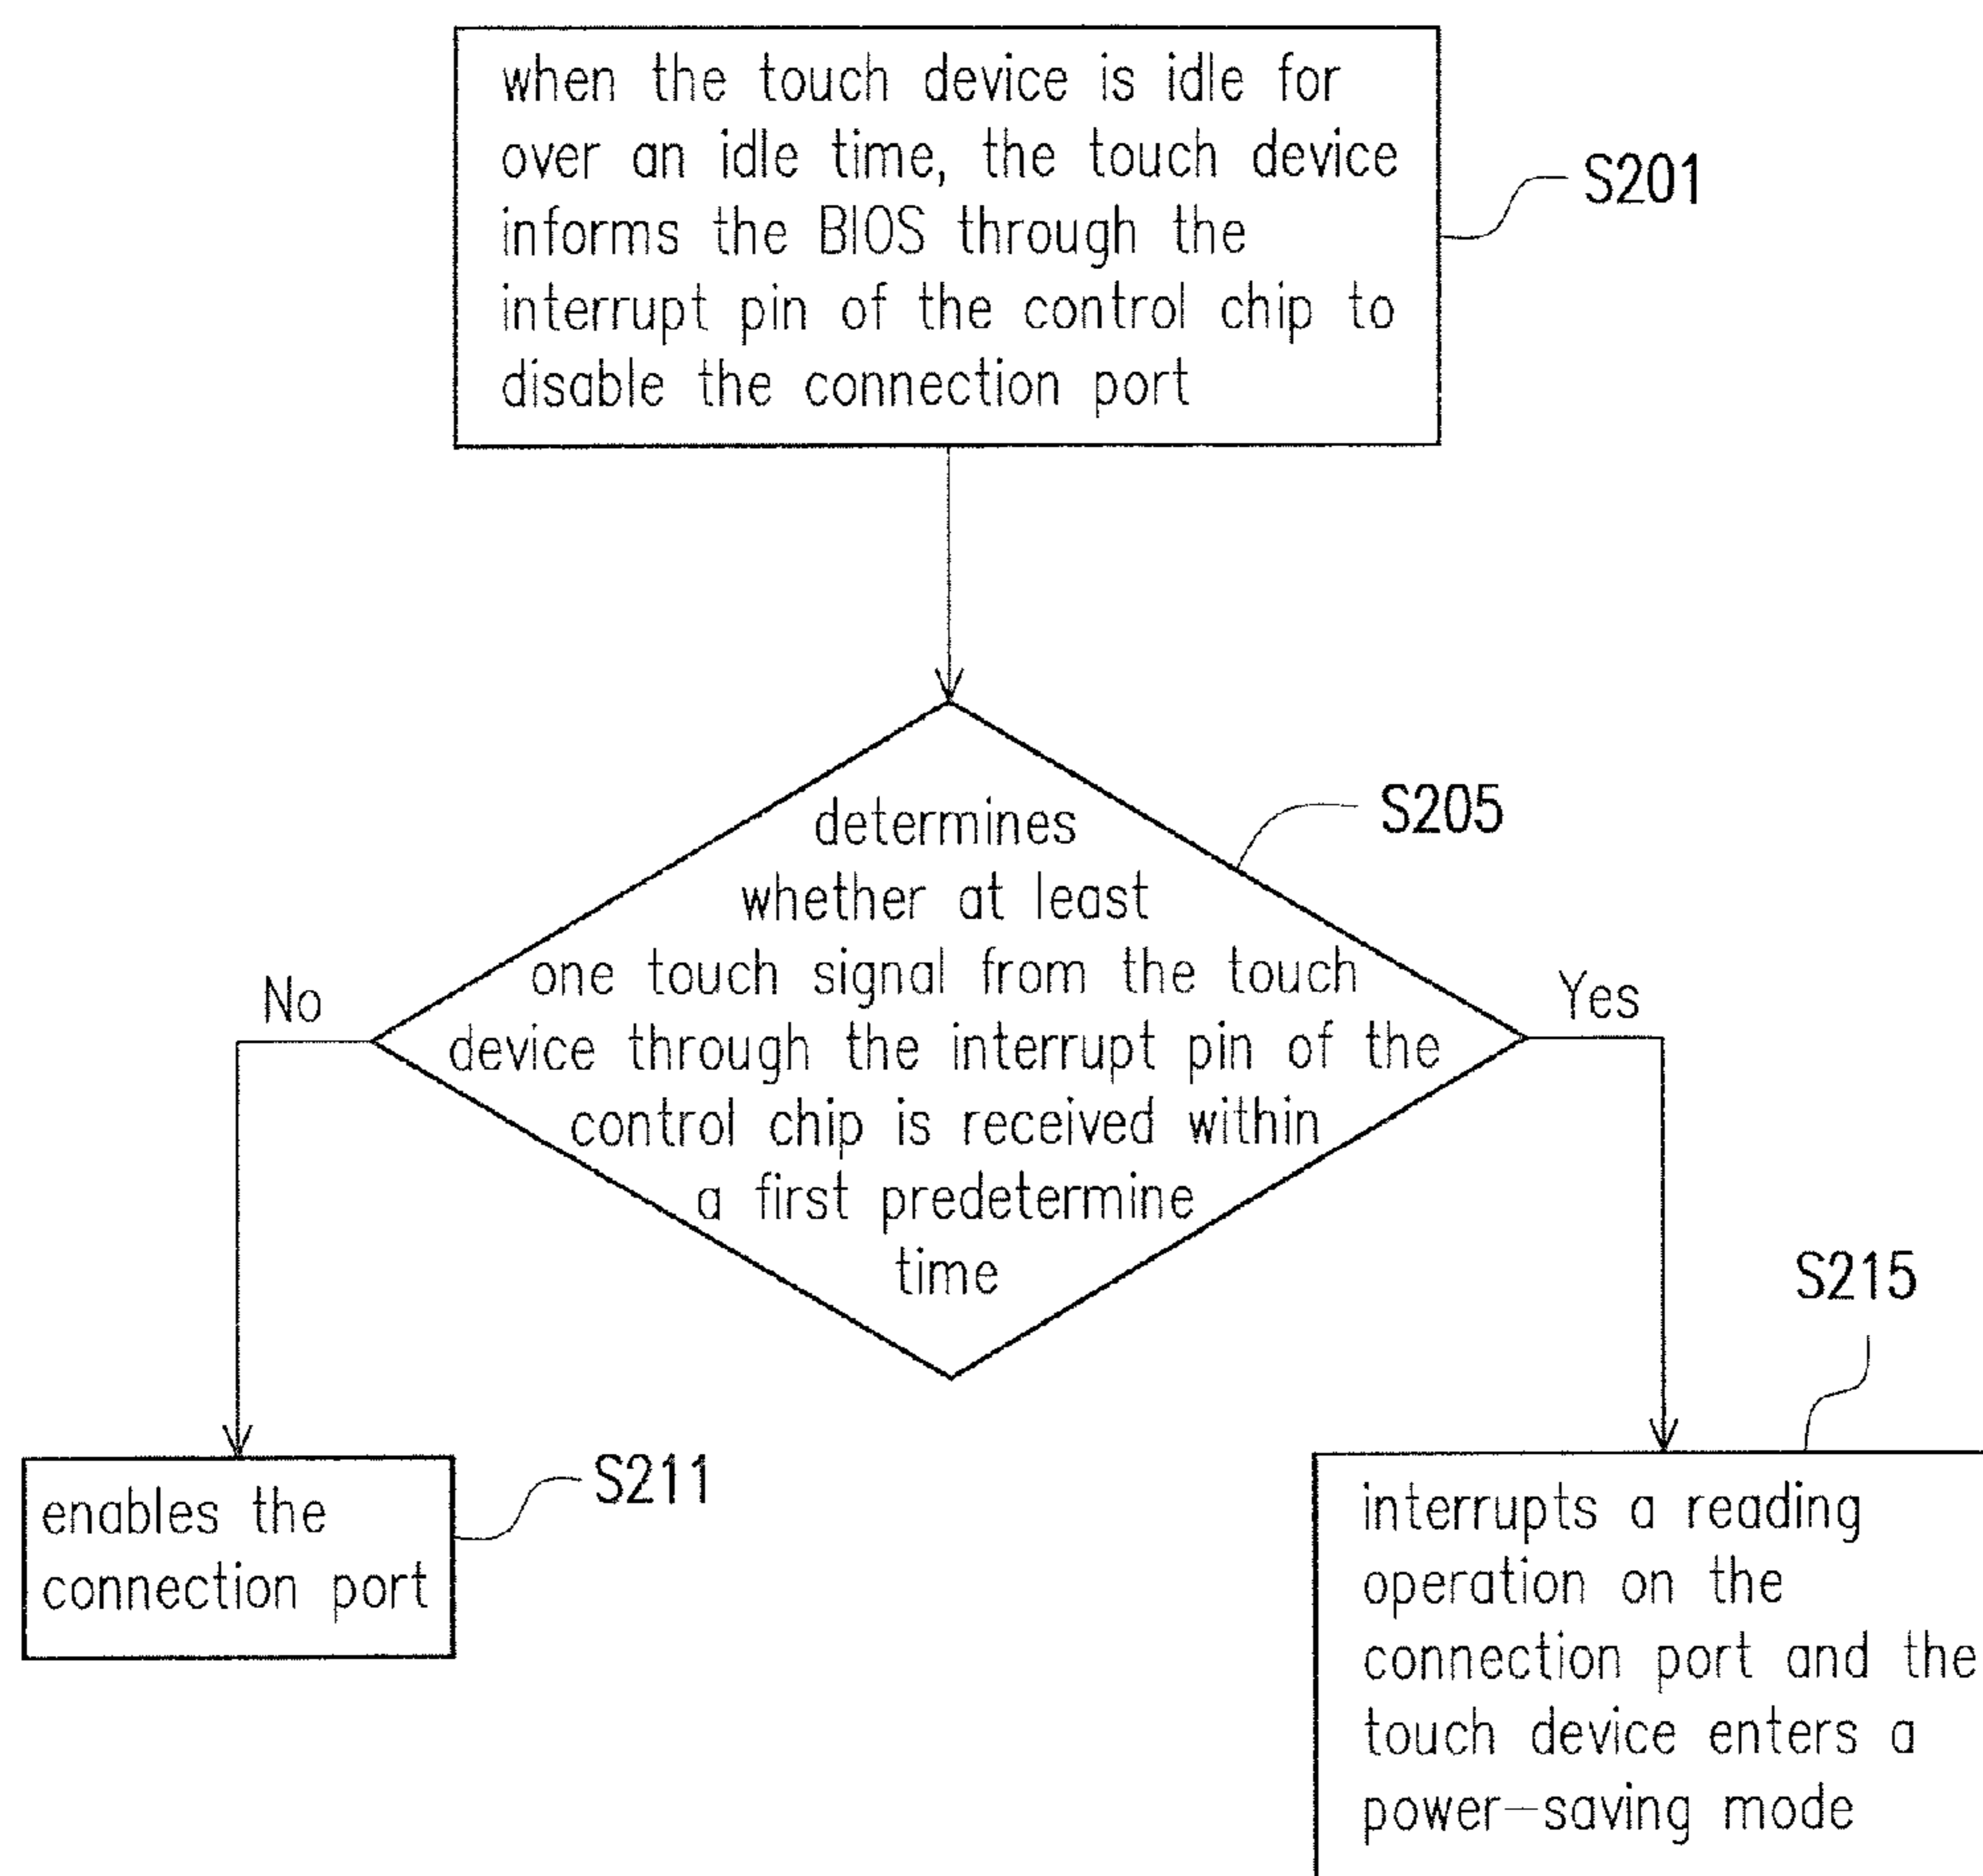 when the touch device is idle for
over an idle time, the touch device
informs the BIOS through the
interrupt pin of the control chip to
disable the connection port
S201
determines
whether at least
one touch signal from the touch
device through the interrupt pin of the
control chip is received within
a first predetermine
time
S205
No
Yes
enables the
connection port
S211
S215
interrupts a reading
operation on the
connection port and the
touch device enters a
power-saving mode